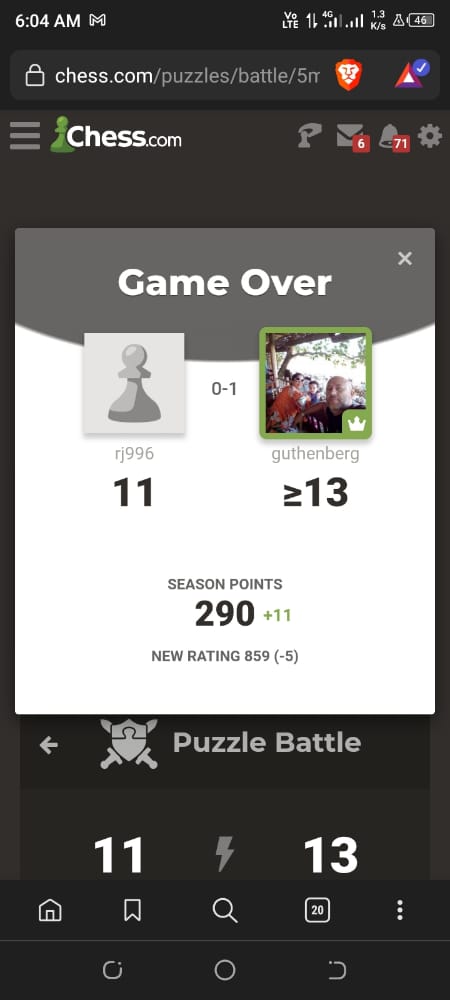 6:04 AM
Vo LTE 4G 1.3 K/s 46
chess.com/puzzles/battle/5m
Chess.com 6 71
Game Over
0-1
rj996 guthenberg
11 ≥13
SEASON POINTS
290 +11
NEW RATING 859 (-5)
Puzzle Battle
11 13
20